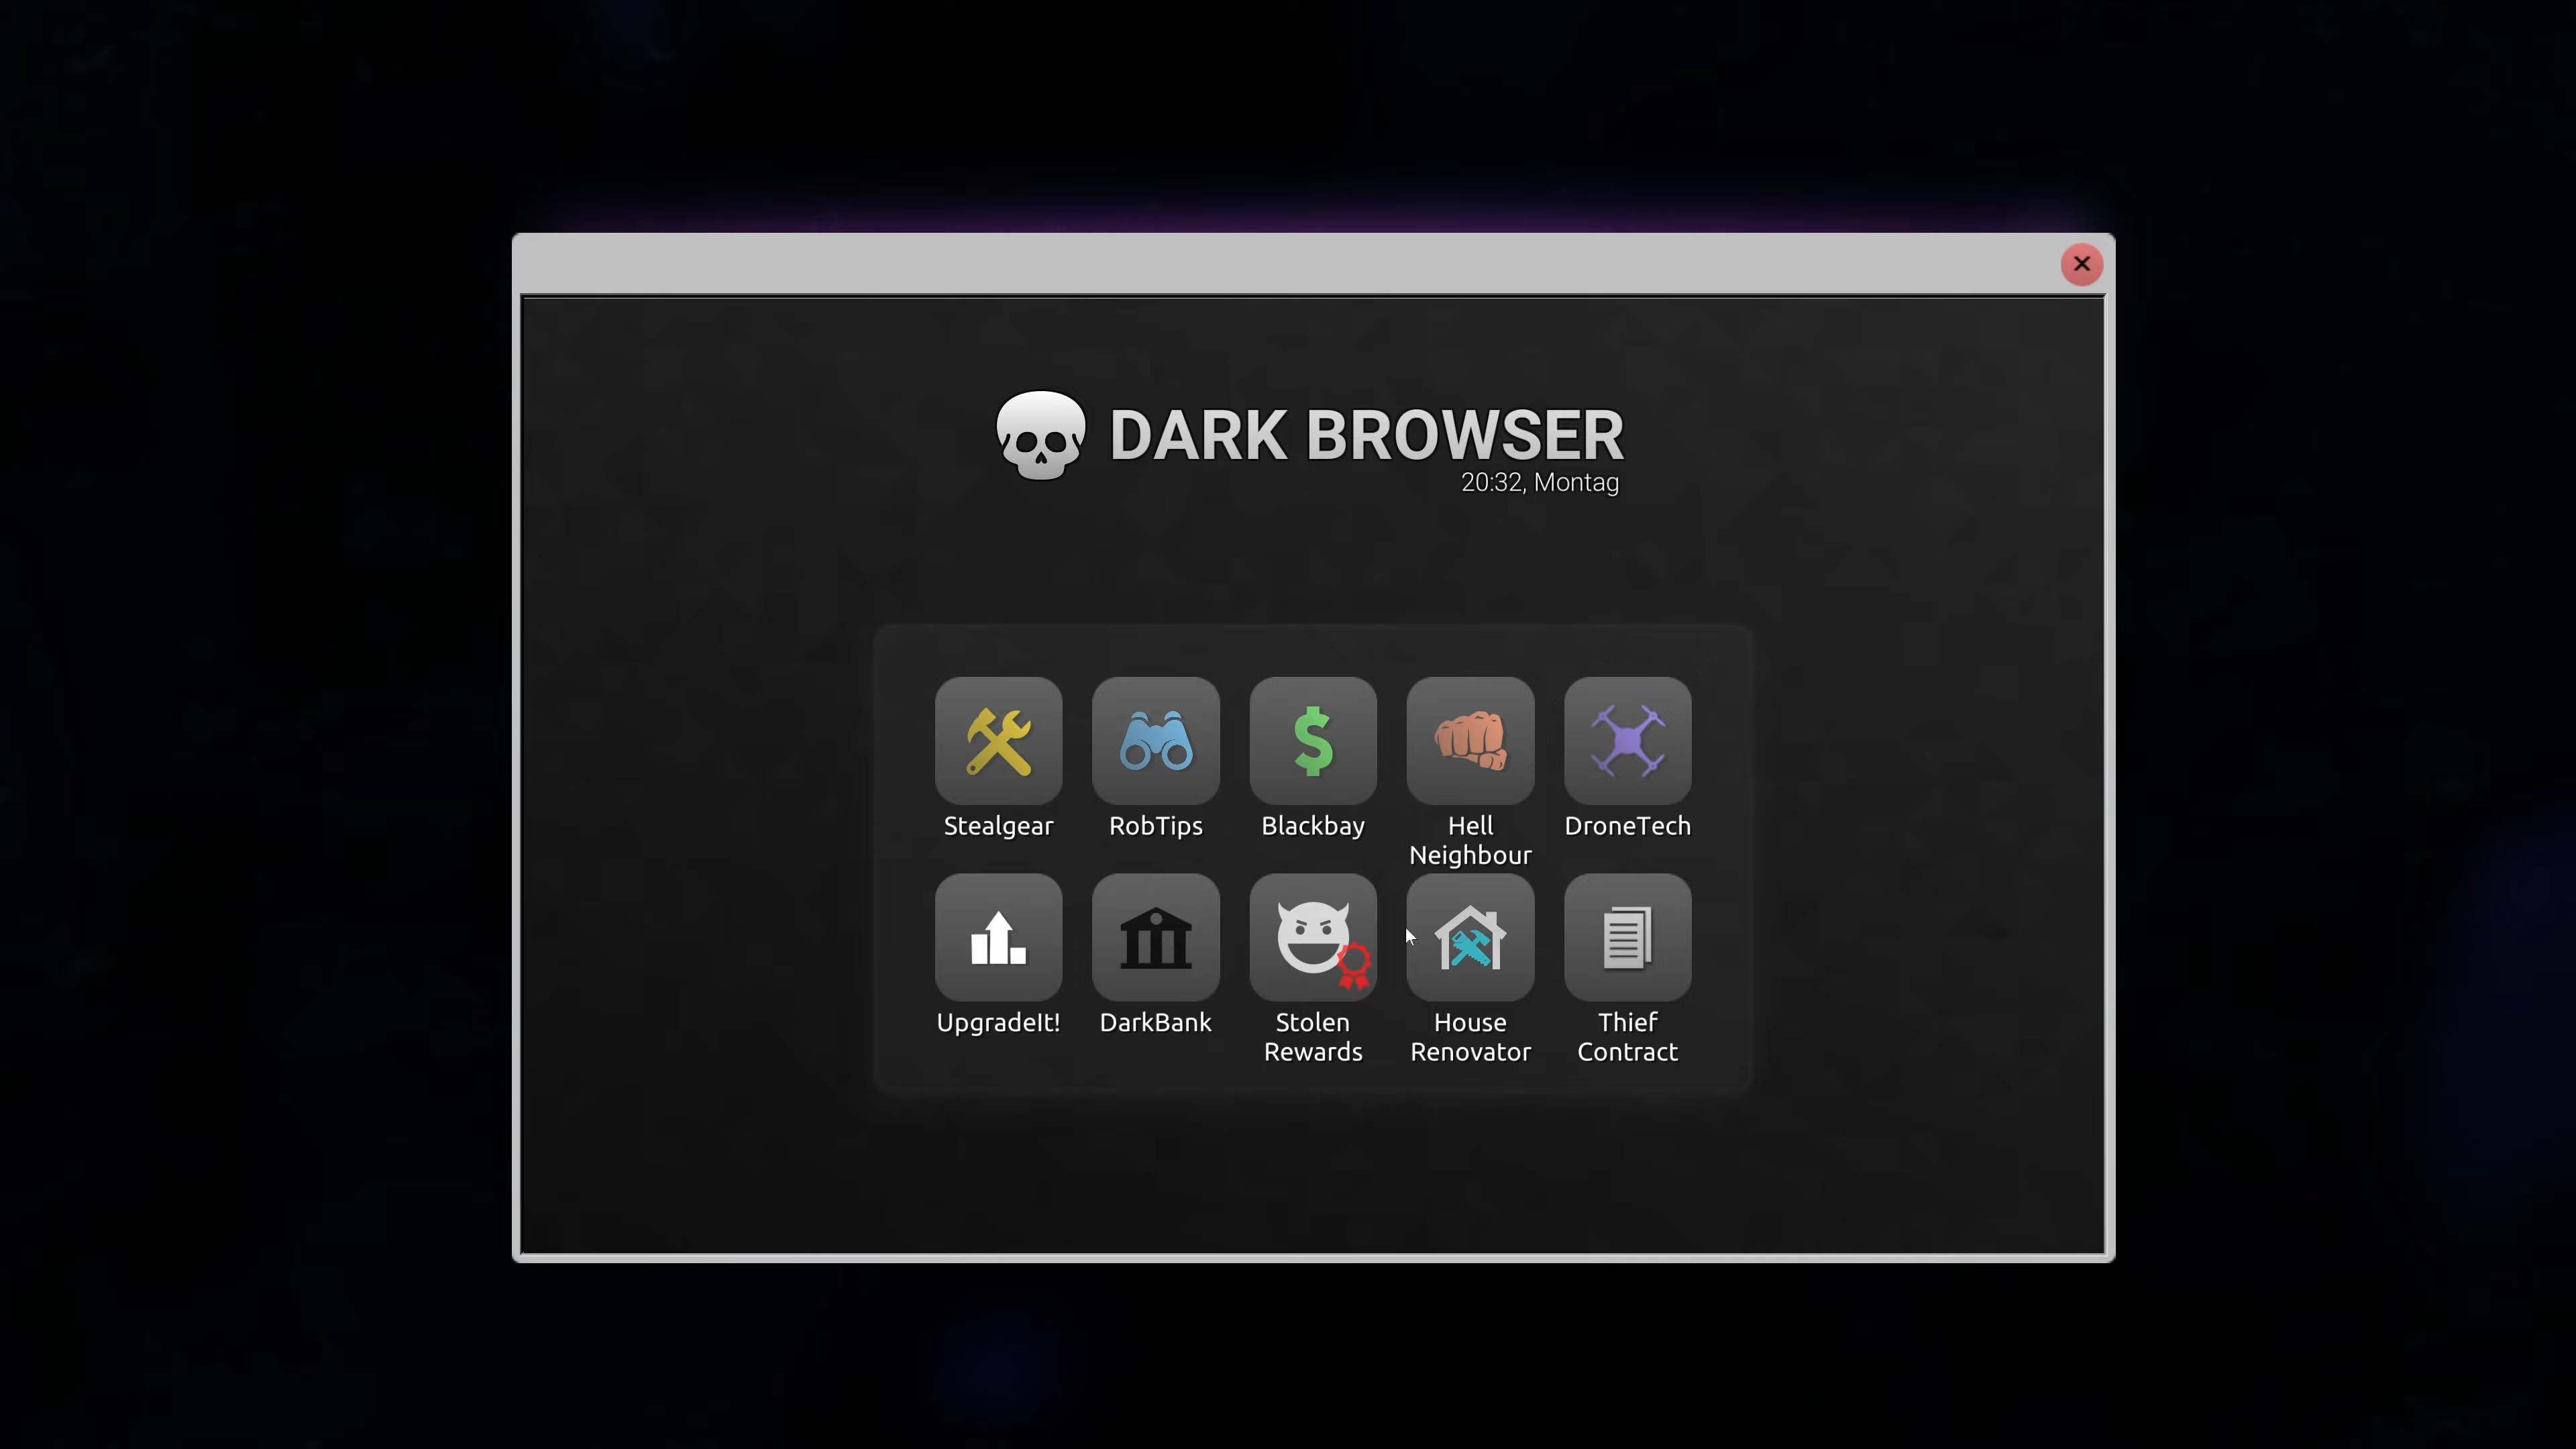 DARK BROWSER
20:32, Montag
Stealgear
RobTips
Blackbay
Hell
Neighbour
DroneTech
UpgradeIt!
DarkBank
Stolen
Rewards
House
Renovator
Thief
Contract